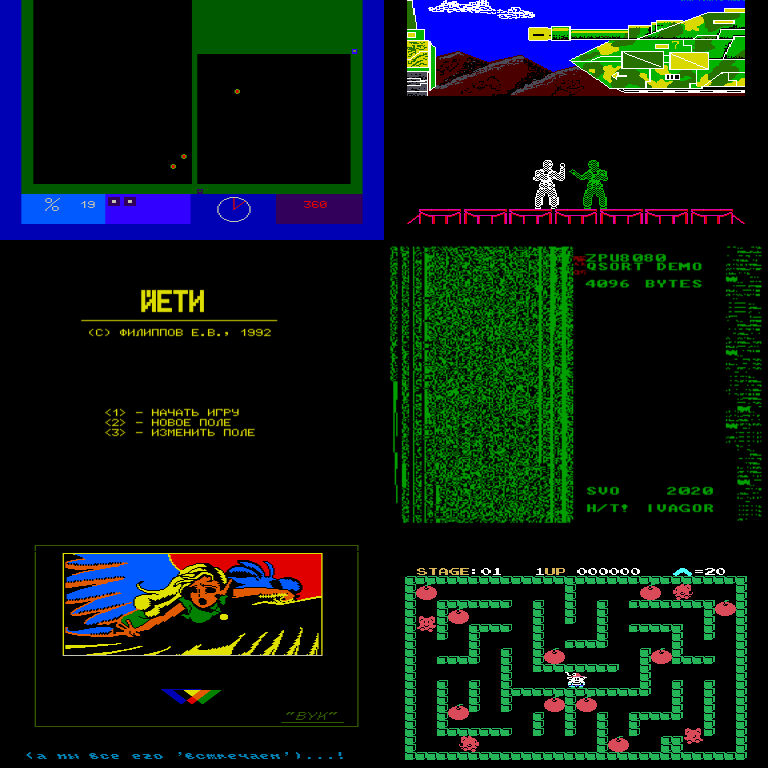 % 19 360
ЙЕТИ
(С) ФИЛИППОВ Е.В., 1992
<1> - НАЧАТЬ ИГРУ
<2> - НОВОЕ ПОЛЕ
<3> - ИЗМЕНИТЬ ПОЛЕ
ZPU8080
QSORT DEMO
4096 BYTES
SVO 2020
H/T! IVAGOR
"ВУК"
(а мы все его 'встречаем')...!
STAGE:01 1UP 000000 =20